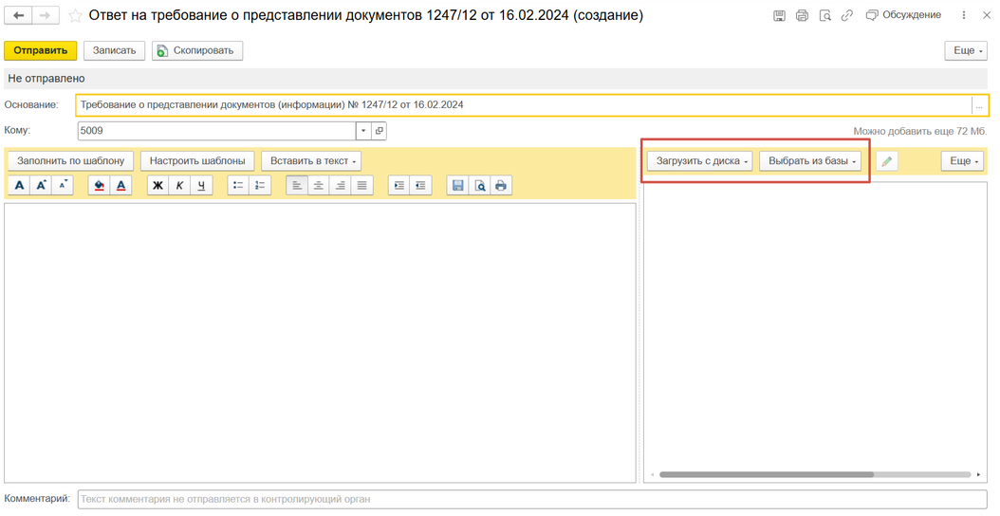 Ответ на требование о представлении документов 1247/12 от 16.02.2024 (создание)
Обсуждение
Отправить Записать Скопировать Еще
Не отправлено
Основание: Требование о представлении документов (информации) № 1247/12 от 16.02.2024 ...
Кому: 5009 Можно добавить еще 72 Мб.
Заполнить по шаблону Настроить шаблоны Вставить в текст Загрузить с диска Выбрать из базы Еще
А А А А Ж К Ч
Комментарий: Текст комментария не отправляется в контролирующий орган